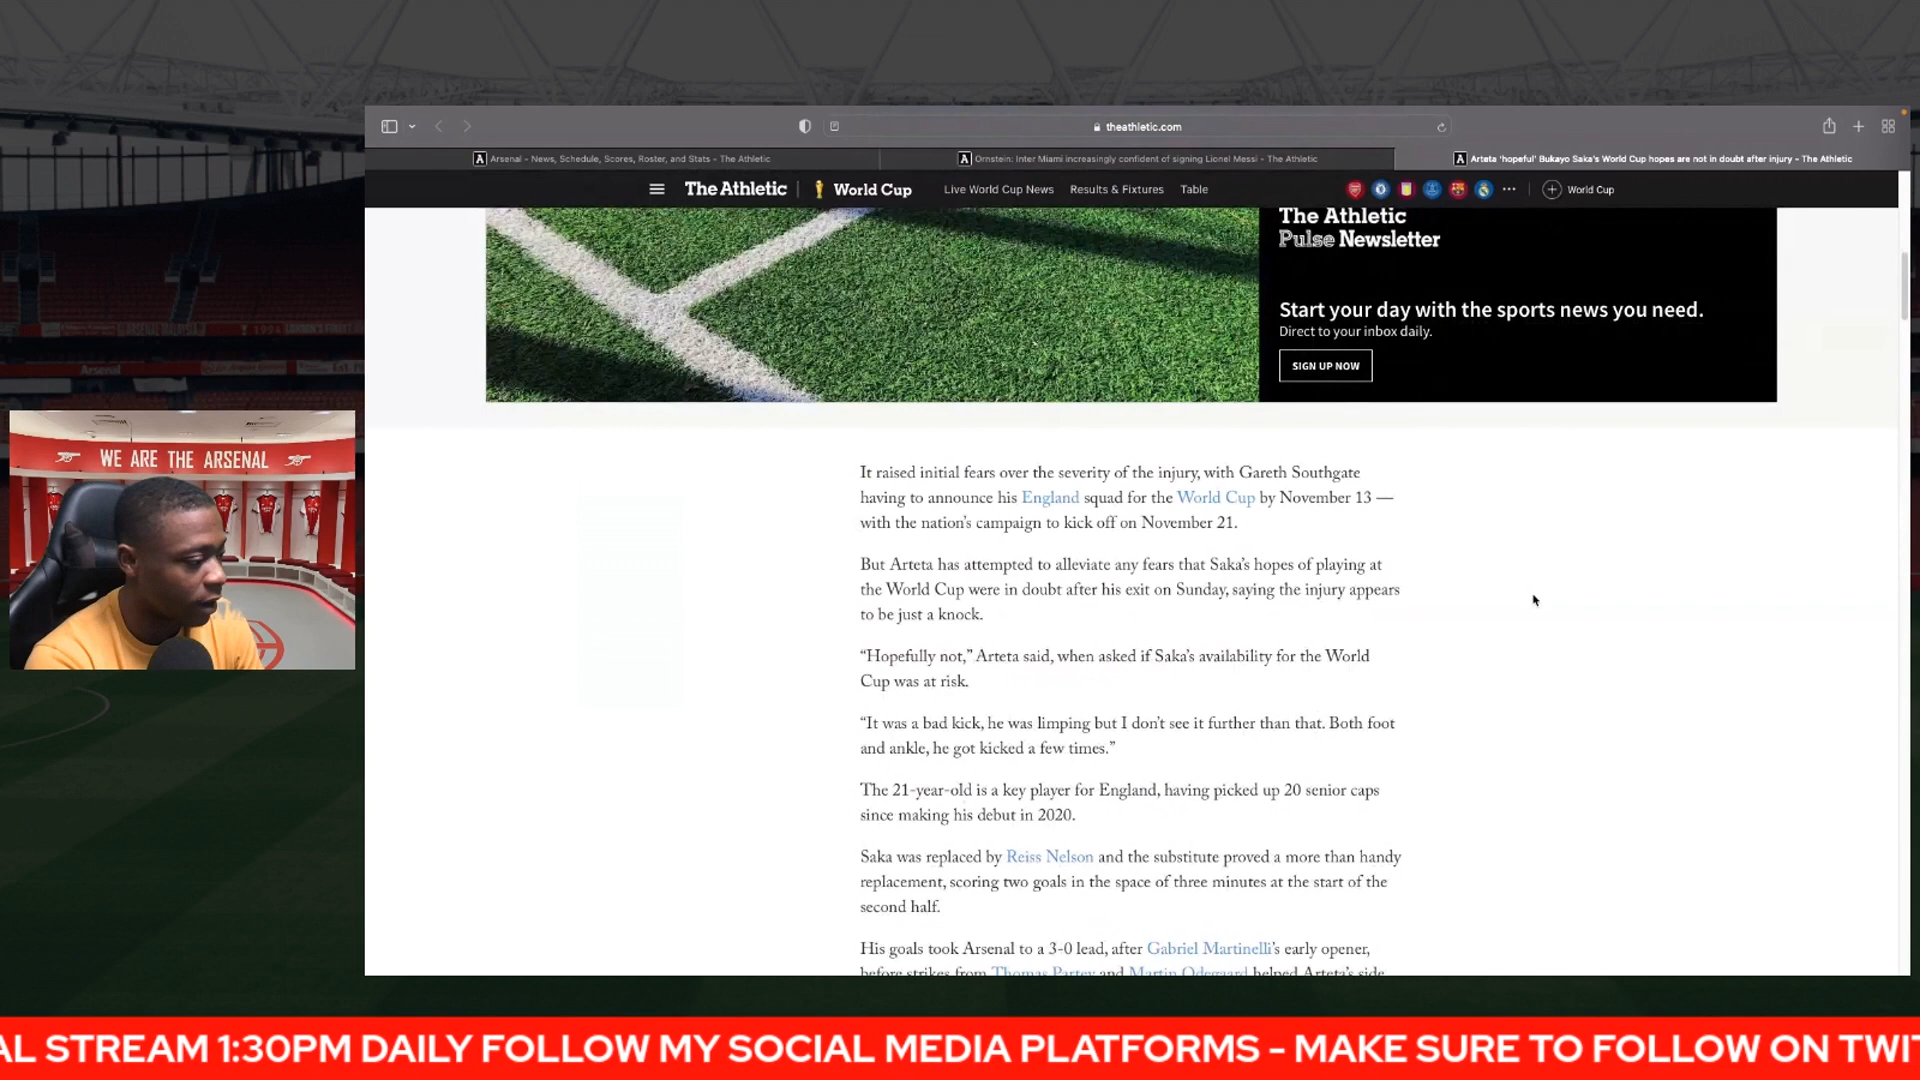 theathletic.com
Arsenal - News, Schedule, Scores, Roster, and Stats - The Athletic
Ornstein: Inter Miami increasingly confident of signing Lionel Messi - The Athletic
Arteta ‘hopeful’ Bukayo Saka’s World Cup hopes are not in doubt after injury - The Athletic
The Athletic World Cup Live World Cup News Results & Fixtures Table World Cup
The Athletic
Pulse Newsletter
Start your day with the sports news you need.
Direct to your inbox daily.
SIGN UP NOW
Arsenal
WE ARE THE ARSENAL
It raised initial fears over the severity of the injury, with Gareth Southgate
having to announce his England squad for the World Cup by November 13 —
with the nation’s campaign to kick off on November 21.
But Arteta has attempted to alleviate any fears that Saka’s hopes of playing at
the World Cup were in doubt after his exit on Sunday, saying the injury appears
to be just a knock.
“Hopefully not,” Arteta said, when asked if Saka’s availability for the World
Cup was at risk.
“It was a bad kick, he was limping but I don’t see it further than that. Both foot
and ankle, he got kicked a few times.”
The 21-year-old is a key player for England, having picked up 20 senior caps
since making his debut in 2020.
Saka was replaced by Reiss Nelson and the substitute proved a more than handy
replacement, scoring two goals in the space of three minutes at the start of the
second half.
His goals took Arsenal to a 3-0 lead, after Gabriel Martinelli’s early opener,
before strikes from Thomas Partey and Martin Odegaard helped Arteta’s side
AL STREAM 1:30PM DAILY FOLLOW MY SOCIAL MEDIA PLATFORMS - MAKE SURE TO FOLLOW ON TWIT